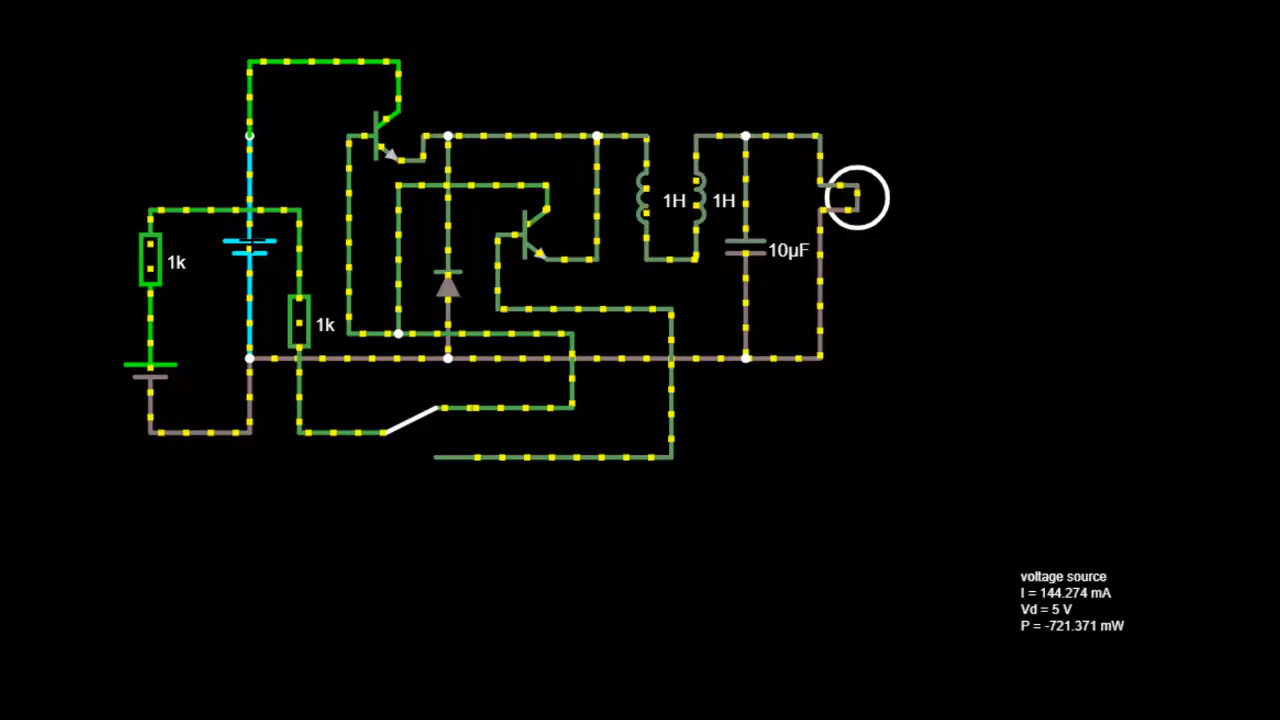 1H
1H
10µF
1k
1k
voltage source
I = 144.274 mA
Vd = 5 V
P = -721.371 mW